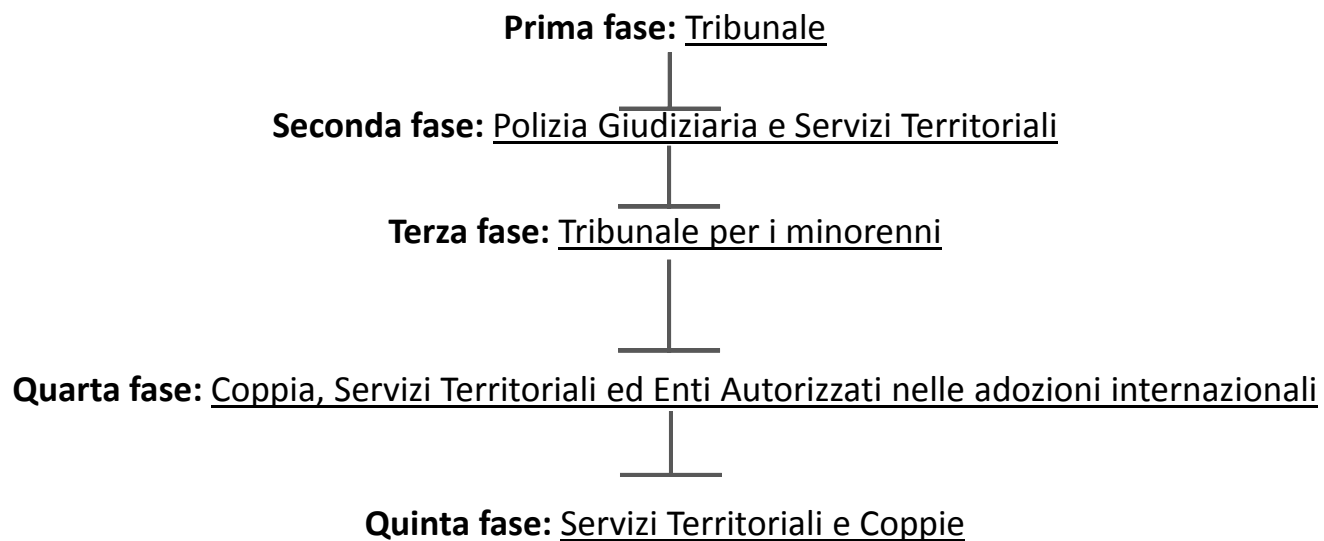 Prima fase: Tribunale
Seconda fase: Polizia Giudiziaria e Servizi Territoriali
Terza fase: Tribunale per i minorenni
Quarta fase: Coppia, Servizi Territoriali ed Enti Autorizzati nelle adozioni internazionali
Quinta fase: Servizi Territoriali e Coppie